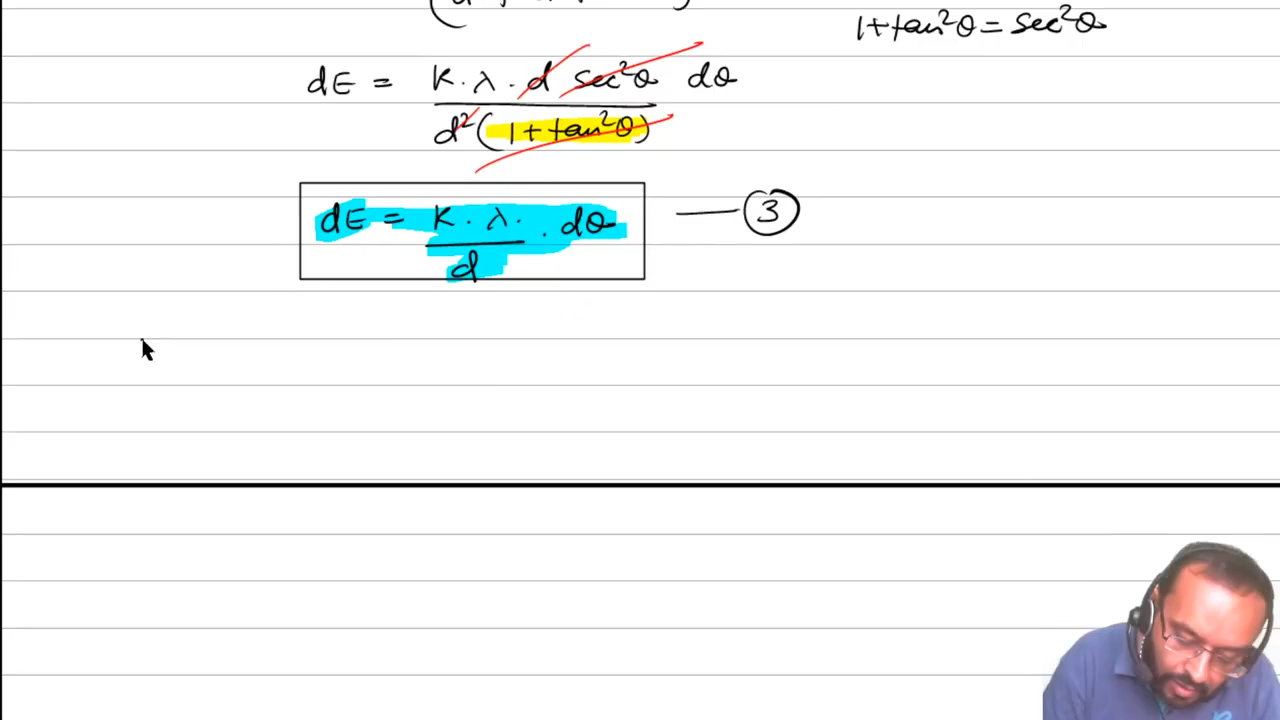 1+tan²θ = sec²θ
dE = K·λ·d sec²θ dθ
d²(1+tan²θ)
dE = K·λ· · dθ — 3
d